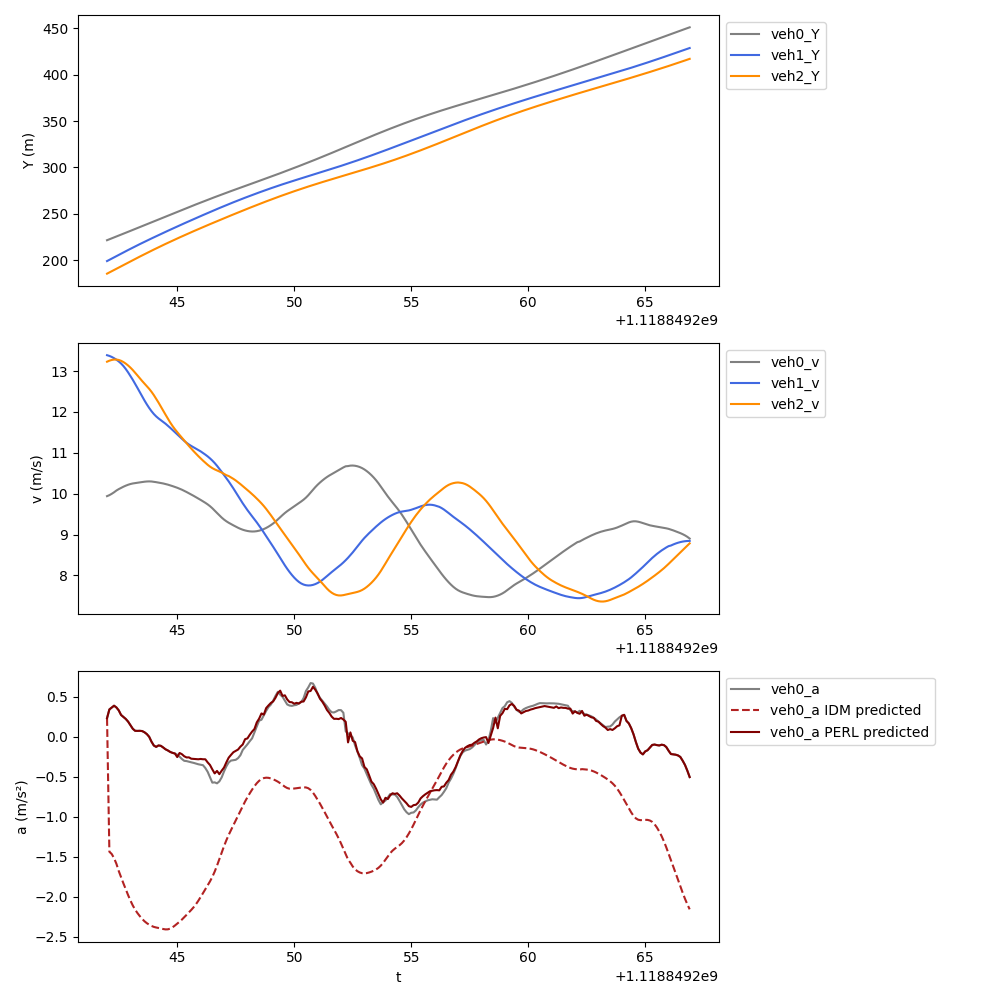 450
400
350
300
250
200
Y (m)
45 50 55 60 65
+1.1188492e9
veh0_Y
veh1_Y
veh2_Y
13
12
11
10
9
8
v (m/s)
45 50 55 60 65
+1.1188492e9
veh0_v
veh1_v
veh2_v
0.5
0.0
−0.5
−1.0
−1.5
−2.0
−2.5
a (m/s²)
45 50 55 60 65
+1.1188492e9
t
veh0_a
veh0_a IDM predicted
veh0_a PERL predicted